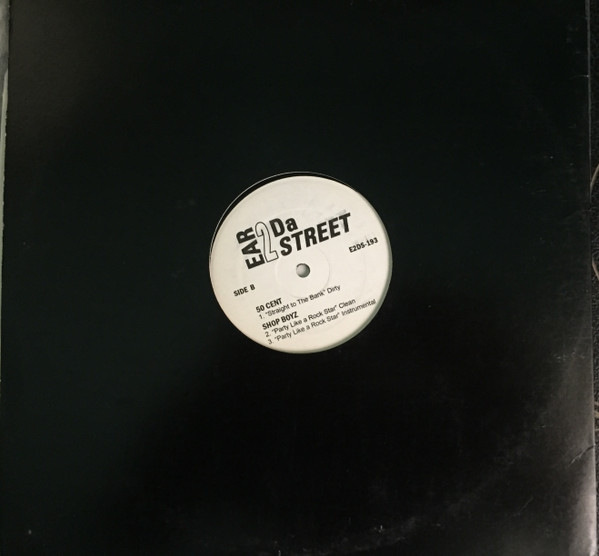 EAR 2 Da
STREET
E2DS-193
SIDE B
50 CENT
1. "Straight to The Bank" Dirty
SHOP BOYZ
2. "Party Like a Rock Star" Clean
3. "Party Like a Rock Star" Instrumental